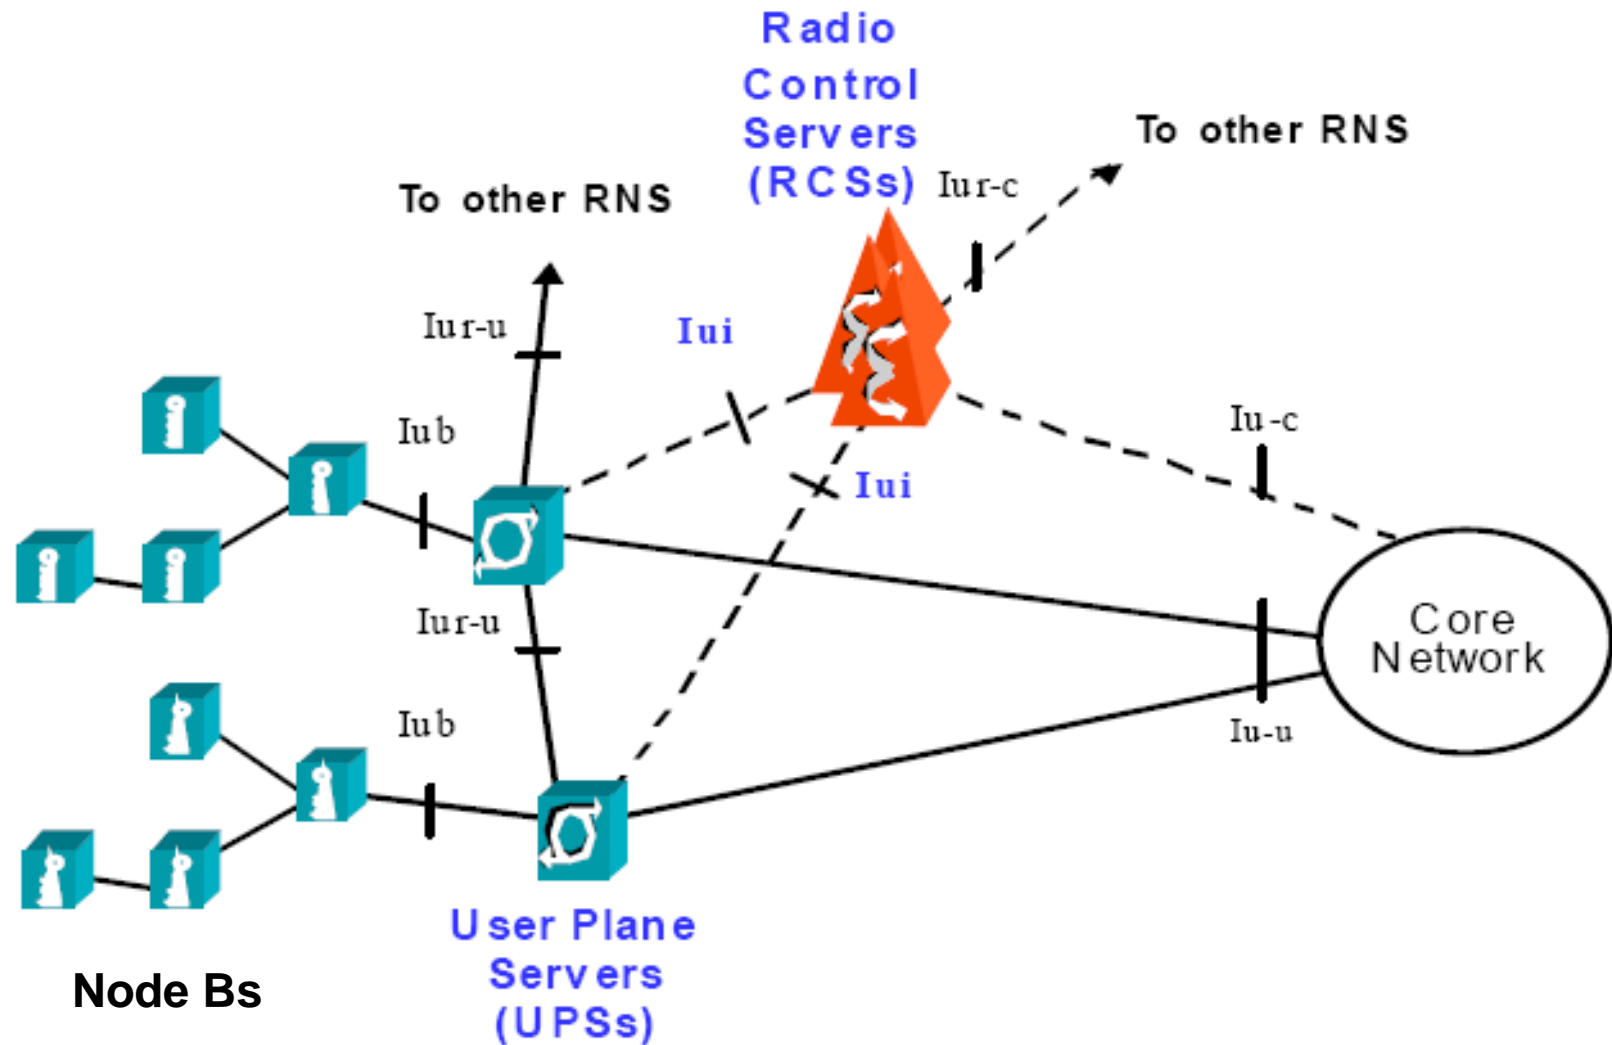 Radio
Control
Servers
(RCSs)
To other RNS
Iur-c
To other RNS
Iur-u
Iui
Iub
Iu-c
Iui
Iur-u
Core
Network
Iub
Iu-u
User Plane
Servers
(UPSs)
Node Bs